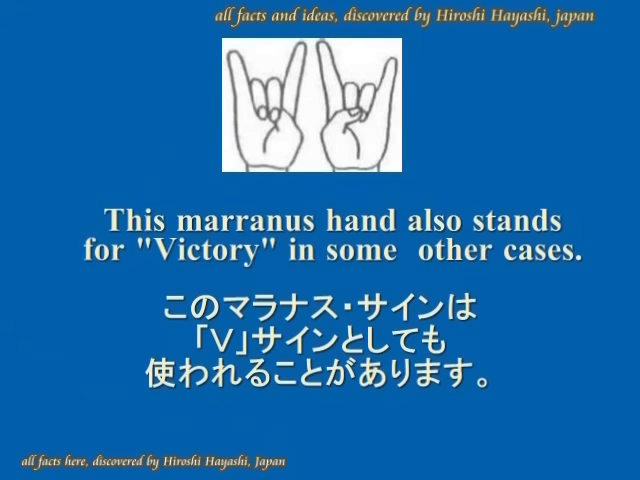 all facts and ideas, discovered by Hiroshi Hayashi, japan
This marranus hand also stands
for "Victory" in some other cases.
このマラナス・サインは
「Ｖ」サインとしても
使われることがあります。
all facts here, discovered by Hiroshi Hayashi, Japan